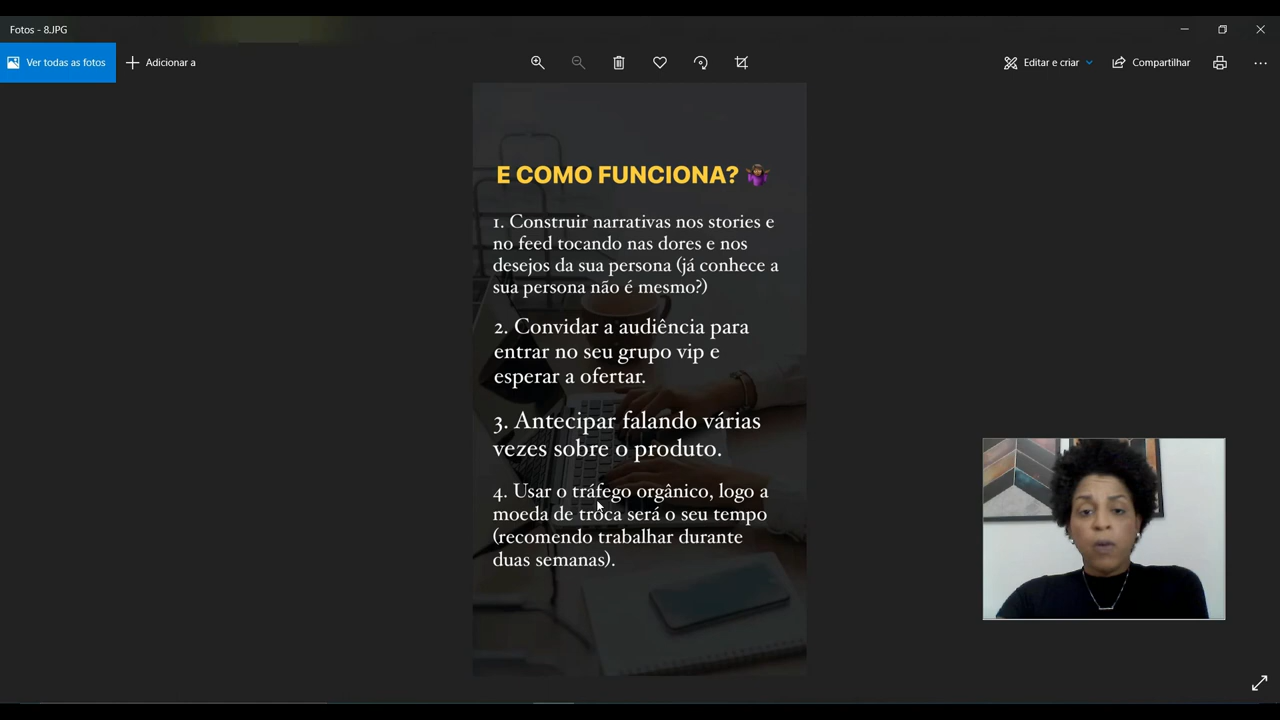 Fotos - 8.JPG
Ver todas as fotos
Adicionar a
Editar e criar
Compartilhar
E COMO FUNCIONA? 🤷🏾‍♀️
1. Construir narrativas nos stories e
no feed tocando nas dores e nos
desejos da sua persona (já conhece a
sua persona não é mesmo?)
2. Convidar a audiência para
entrar no seu grupo vip e
esperar a ofertar.
3. Antecipar falando várias
vezes sobre o produto.
4. Usar o tráfego orgânico, logo a
moeda de troca será o seu tempo
(recomendo trabalhar durante
duas semanas).